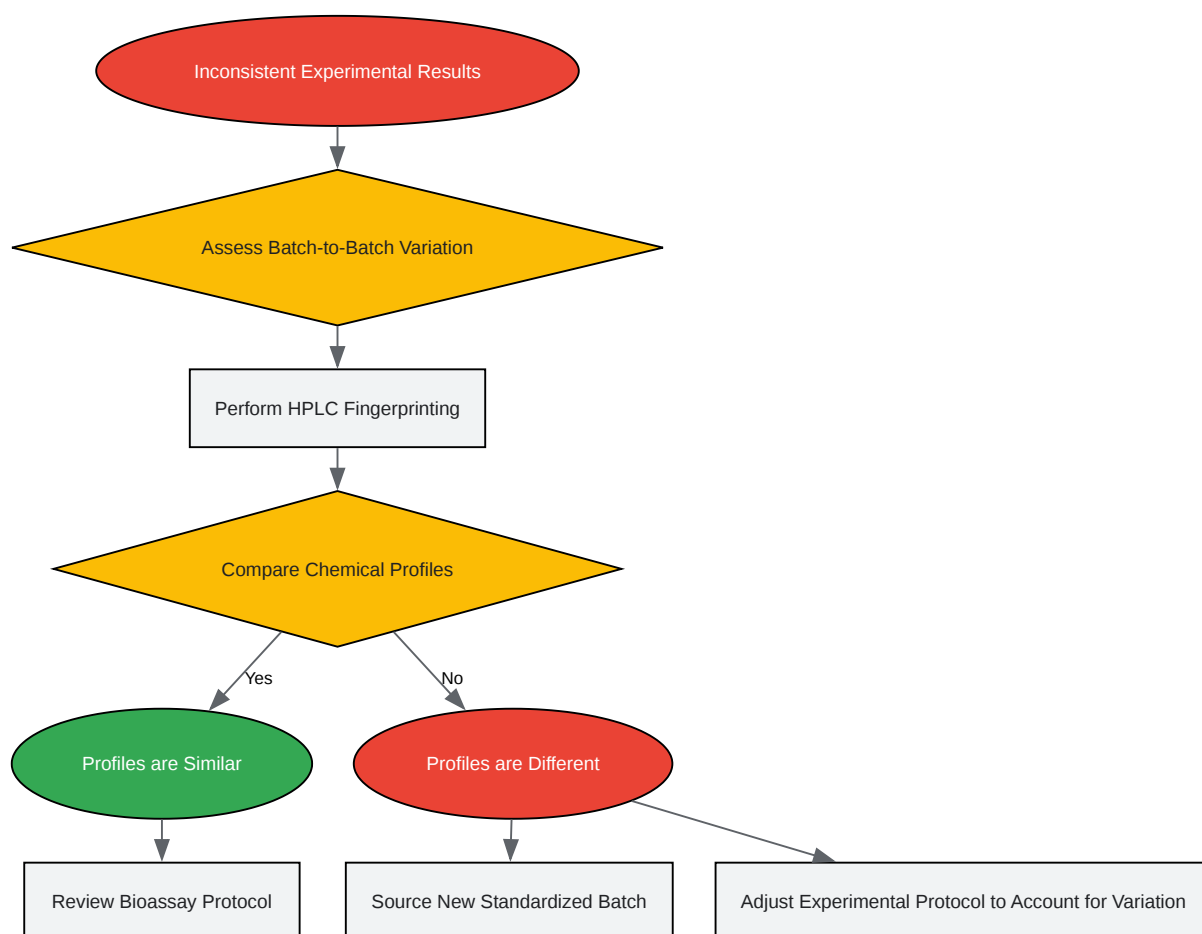 Inconsistent Experimental Results
Assess Batch-to-Batch Variation
Perform HPLC Fingerprinting
Compare Chemical Profiles
Yes
No
Profiles are Similar
Profiles are Different
Review Bioassay Protocol
Source New Standardized Batch
Adjust Experimental Protocol to Account for Variation